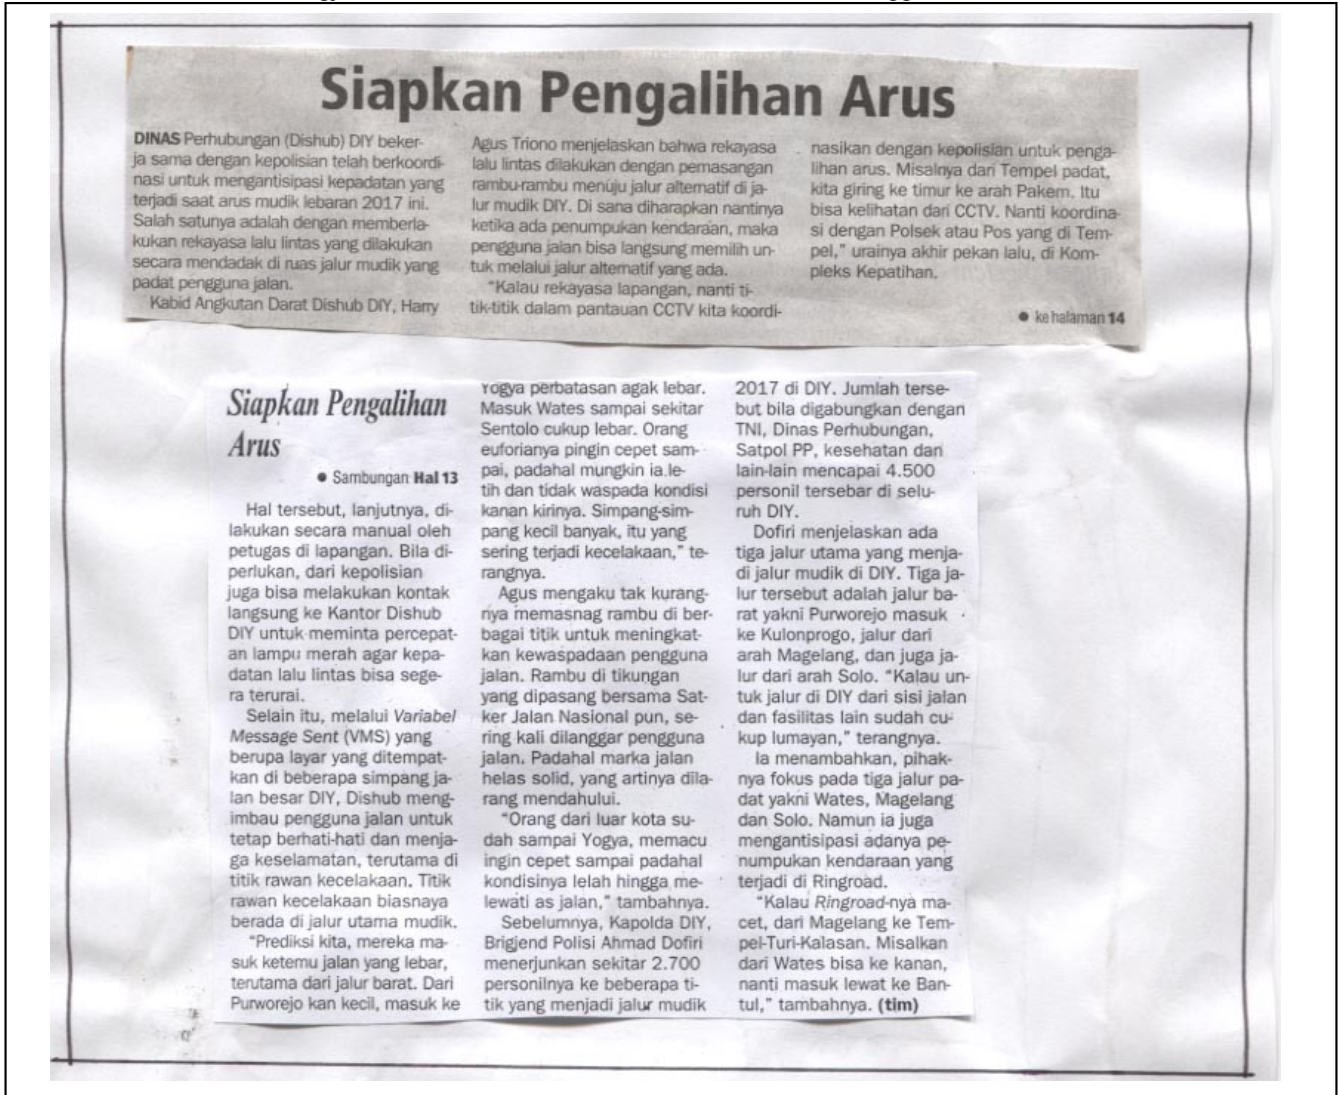 Siapkan Pengalihan Arus
DINAS Perhubungan (Dishub) DIY beker-
ja sama dengan kepolisian telah berkoordi-
nasi untuk mengantisipasi kepadatan yang
terjadi saat arus mudik lebaran 2017 ini.
Salah satunya adalah dengan memberla-
kukan rekayasa lalu lintas yang dilakukan
secara mendadak di ruas jalur mudik yang
padat pengguna jalan.
Kabid Angkutan Darat Dishub DIY, Harry
Agus Triono menjelaskan bahwa rekayasa
lalu lintas dilakukan dengan pemasangan
rambu-rambu menuju jalur alternatif di ja-
lur mudik DIY. Di sana diharapkan nantinya
ketika ada penumpukan kendaraan, maka
pengguna jalan bisa langsung memilih un-
tuk melalui jalur alternatif yang ada.
"Kalau rekayasa lapangan, nanti ti-
tik-titik dalam pantauan CCTV kita koordi-
nasikan dengan kepolisian untuk penga-
lihan arus. Misalnya dari Tempel padat,
kita giring ke timur ke arah Pakem. Itu
bisa kelihatan dari CCTV. Nanti koordina-
si dengan Polsek atau Pos yang di Tem-
pel," urainya akhir pekan lalu, di Kom-
pleks Kepatihan.
● ke halaman 14
Siapkan Pengalihan
Arus
● Sambungan Hal 13
Hal tersebut, lanjutnya, di-
lakukan secara manual oleh
petugas di lapangan. Bila di-
perlukan, dari kepolisian
juga bisa melakukan kontak
langsung ke Kantor Dishub
DIY untuk meminta percepat-
an lampu merah agar kepa-
datan lalu lintas bisa sege-
ra terurai.
Selain itu, melalui Variabel
Message Sent (VMS) yang
berupa layar yang ditempat-
kan di beberapa simpang ja-
lan besar DIY, Dishub meng-
imbau pengguna jalan untuk
tetap berhati-hati dan menja-
ga keselamatan, terutama di
titik rawan kecelakaan. Titik
rawan kecelakaan biasnaya
berada di jalur utama mudik.
"Prediksi kita, mereka ma-
suk ketemu jalan yang lebar,
terutama dari jalur barat. Dari
Purworejo kan kecil, masuk ke
Yogya perbatasan agak lebar.
Masuk Wates sampai sekitar
Sentolo cukup lebar. Orang
euforianya pingin cepet sam-
pai, padahal mungkin ia le-
tih dan tidak waspada kondisi
kanan kirinya. Simpang-sim-
pang kecil banyak, itu yang
sering terjadi kecelakaan," te-
rangnya.
Agus mengaku tak kurang-
nya memasnag rambu di ber-
bagai titik untuk meningkat-
kan kewaspadaan pengguna
jalan. Rambu di tikungan
yang dipasang bersama Sat-
ker Jalan Nasional pun, se-
ring kali dilanggar pengguna
jalan. Padahal marka jalan
helas solid, yang artinya dila-
rang mendahului.
"Orang dari luar kota su-
dah sampai Yogya, memacu
ingin cepet sampai padahal
kondisinya lelah hingga me-
lewati as jalan," tambahnya.
Sebelumnya, Kapolda DIY,
Brigjend Polisi Ahmad Dofiri
menerjunkan sekitar 2.700
personilnya ke beberapa ti-
tik yang menjadi jalur mudik
2017 di DIY. Jumlah terse-
but bila digabungkan dengan
TNI, Dinas Perhubungan,
Satpol PP, kesehatan dan
lain-lain mencapai 4.500
personil tersebar di selu-
ruh DIY.
Dofiri menjelaskan ada
tiga jalur utama yang menja-
di jalur mudik di DIY. Tiga ja-
lur tersebut adalah jalur ba-
rat yakni Purworejo masuk
ke Kulonprogo, jalur dari
arah Magelang, dan juga ja-
lur dari arah Solo. "Kalau un-
tuk jalur di DIY dari sisi jalan
dan fasilitas lain sudah cu-
kup lumayan," terangnya.
Ia menambahkan, pihak-
nya fokus pada tiga jalur pa-
dat yakni Wates, Magelang
dan Solo. Namun ia juga
mengantisipasi adanya pe-
numpukan kendaraan yang
terjadi di Ringroad.
"Kalau Ringroad-nya ma-
cet, dari Magelang ke Tem-
pel-Turi-Kalasan. Misalkan
dari Wates bisa ke kanan,
nanti masuk lewat ke Ban-
tul," tambahnya. (tim)